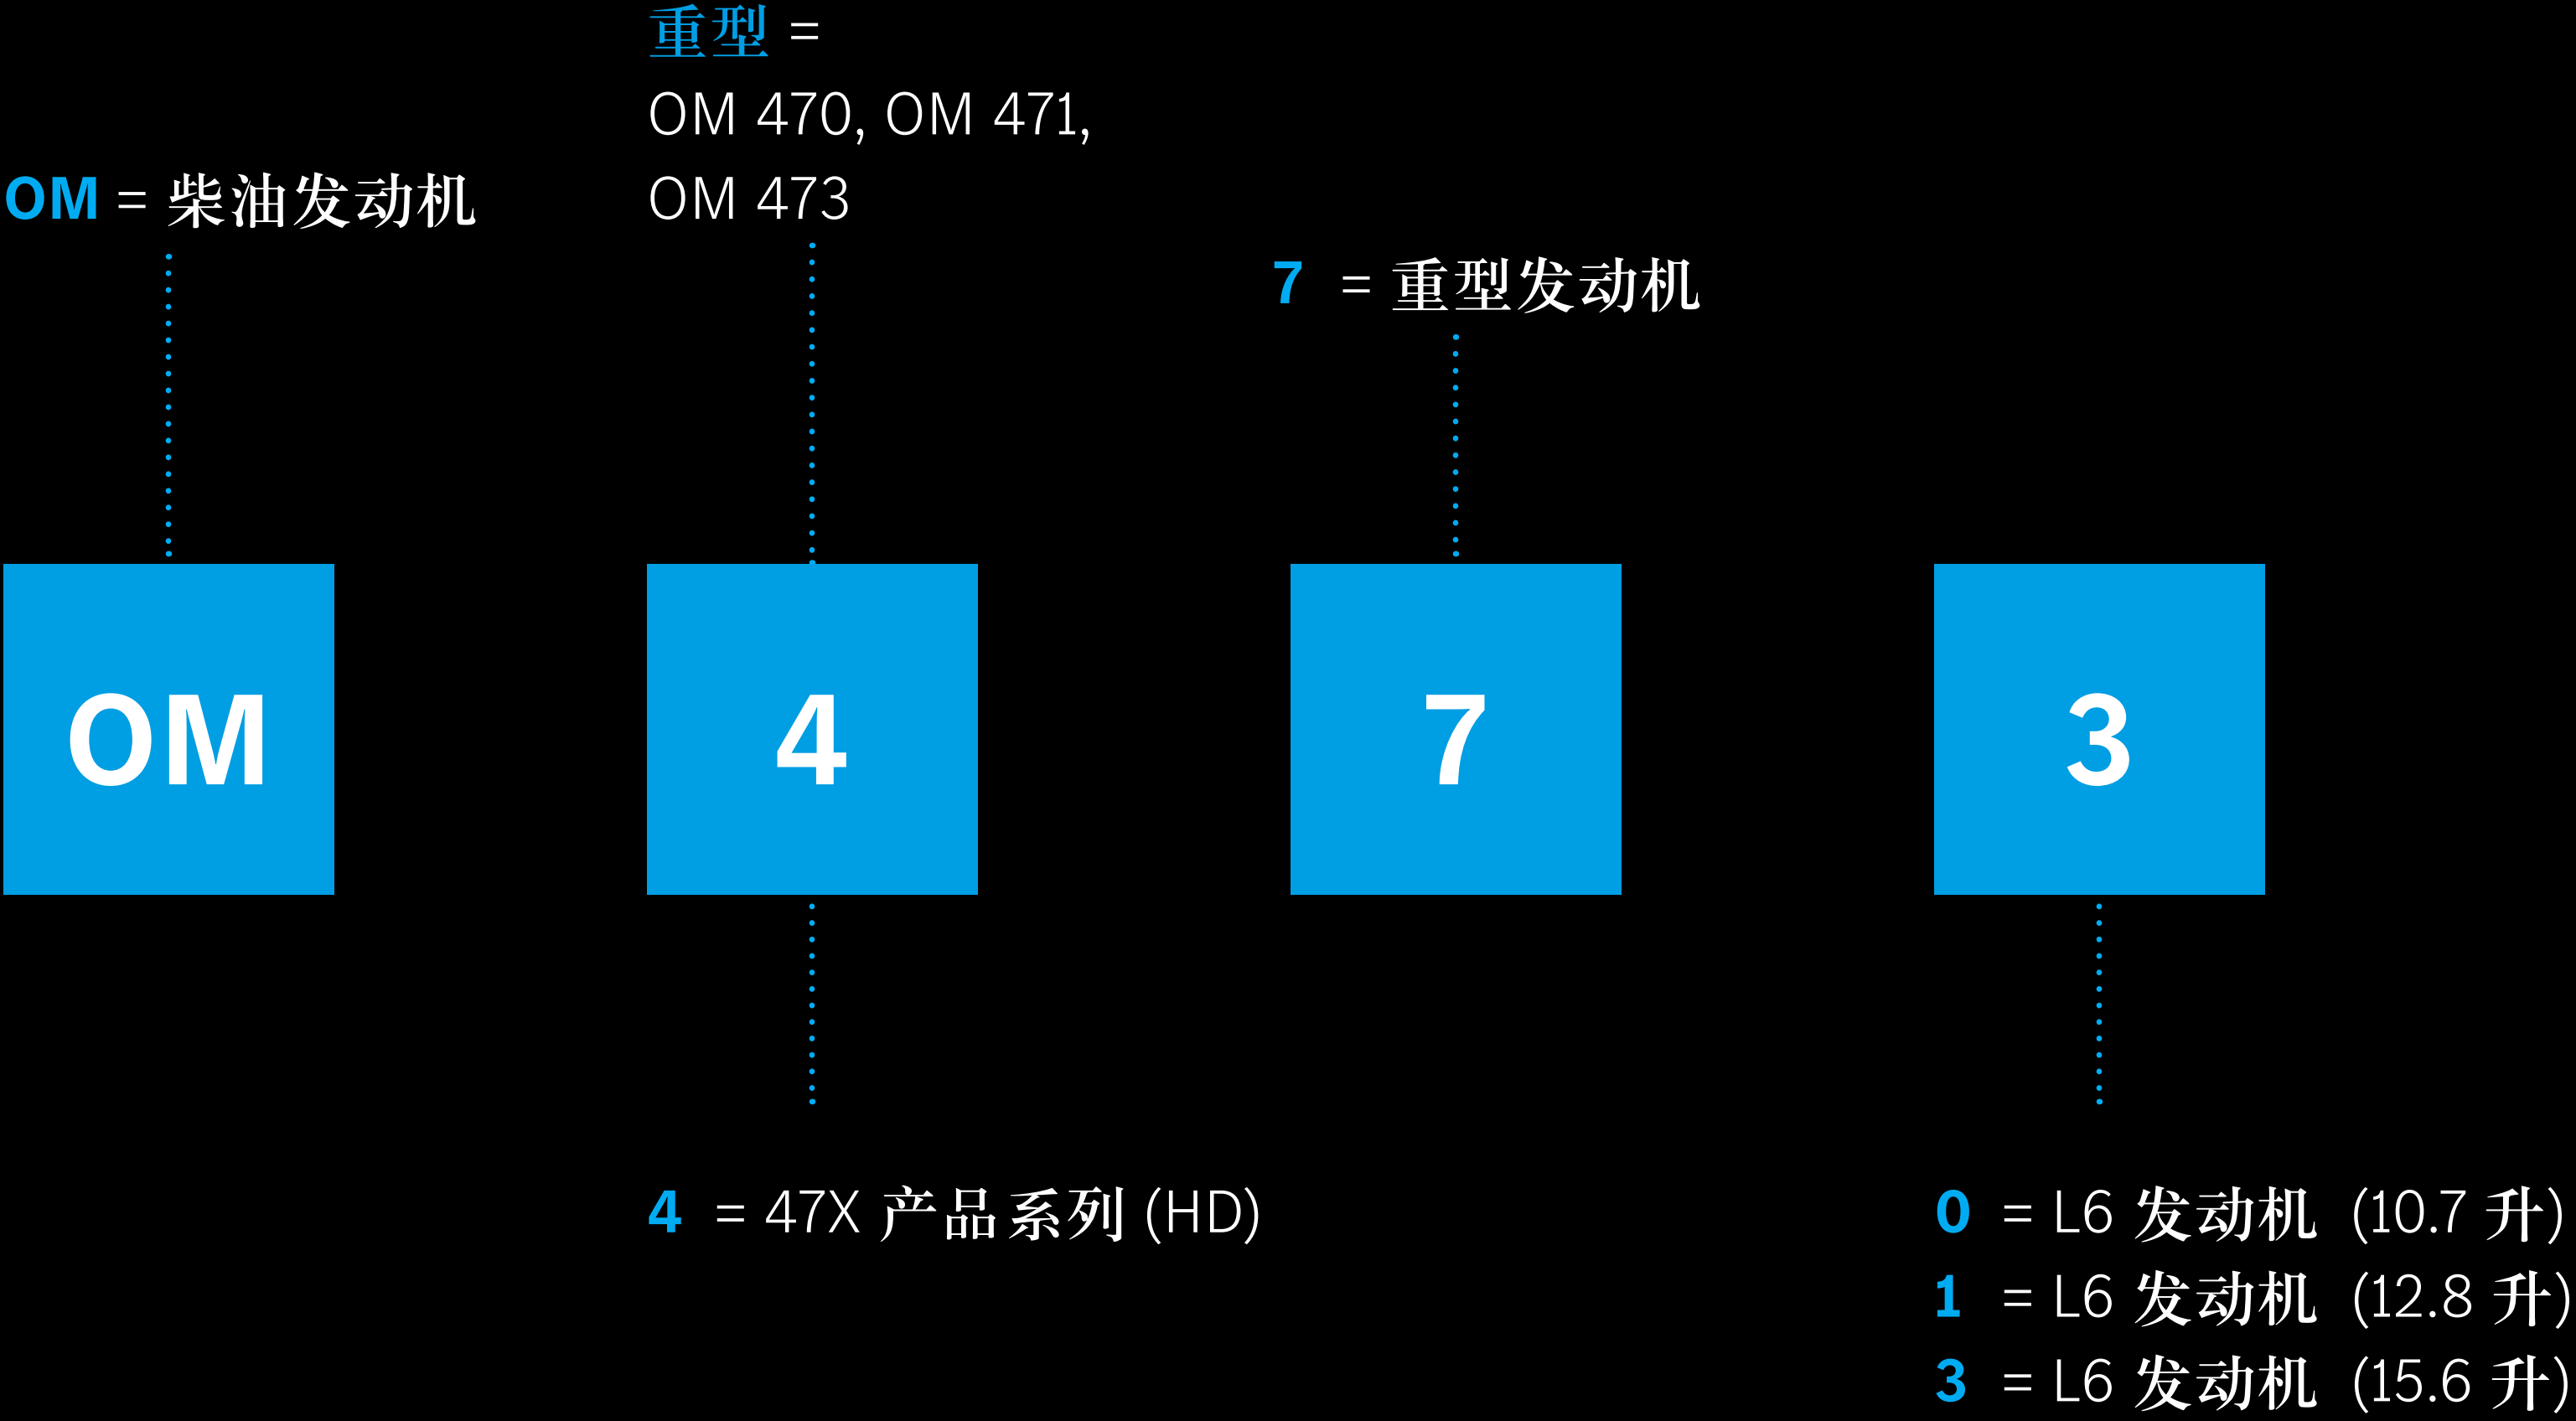 重型 =
OM 470, OM 471,
OM 473
OM = 柴油发动机
7 = 重型发动机
OM
4
7
3
4 = 47X 产品系列 (HD)
0 = L6 发动机 (10.7 升)
1 = L6 发动机 (12.8 升)
3 = L6 发动机 (15.6 升)